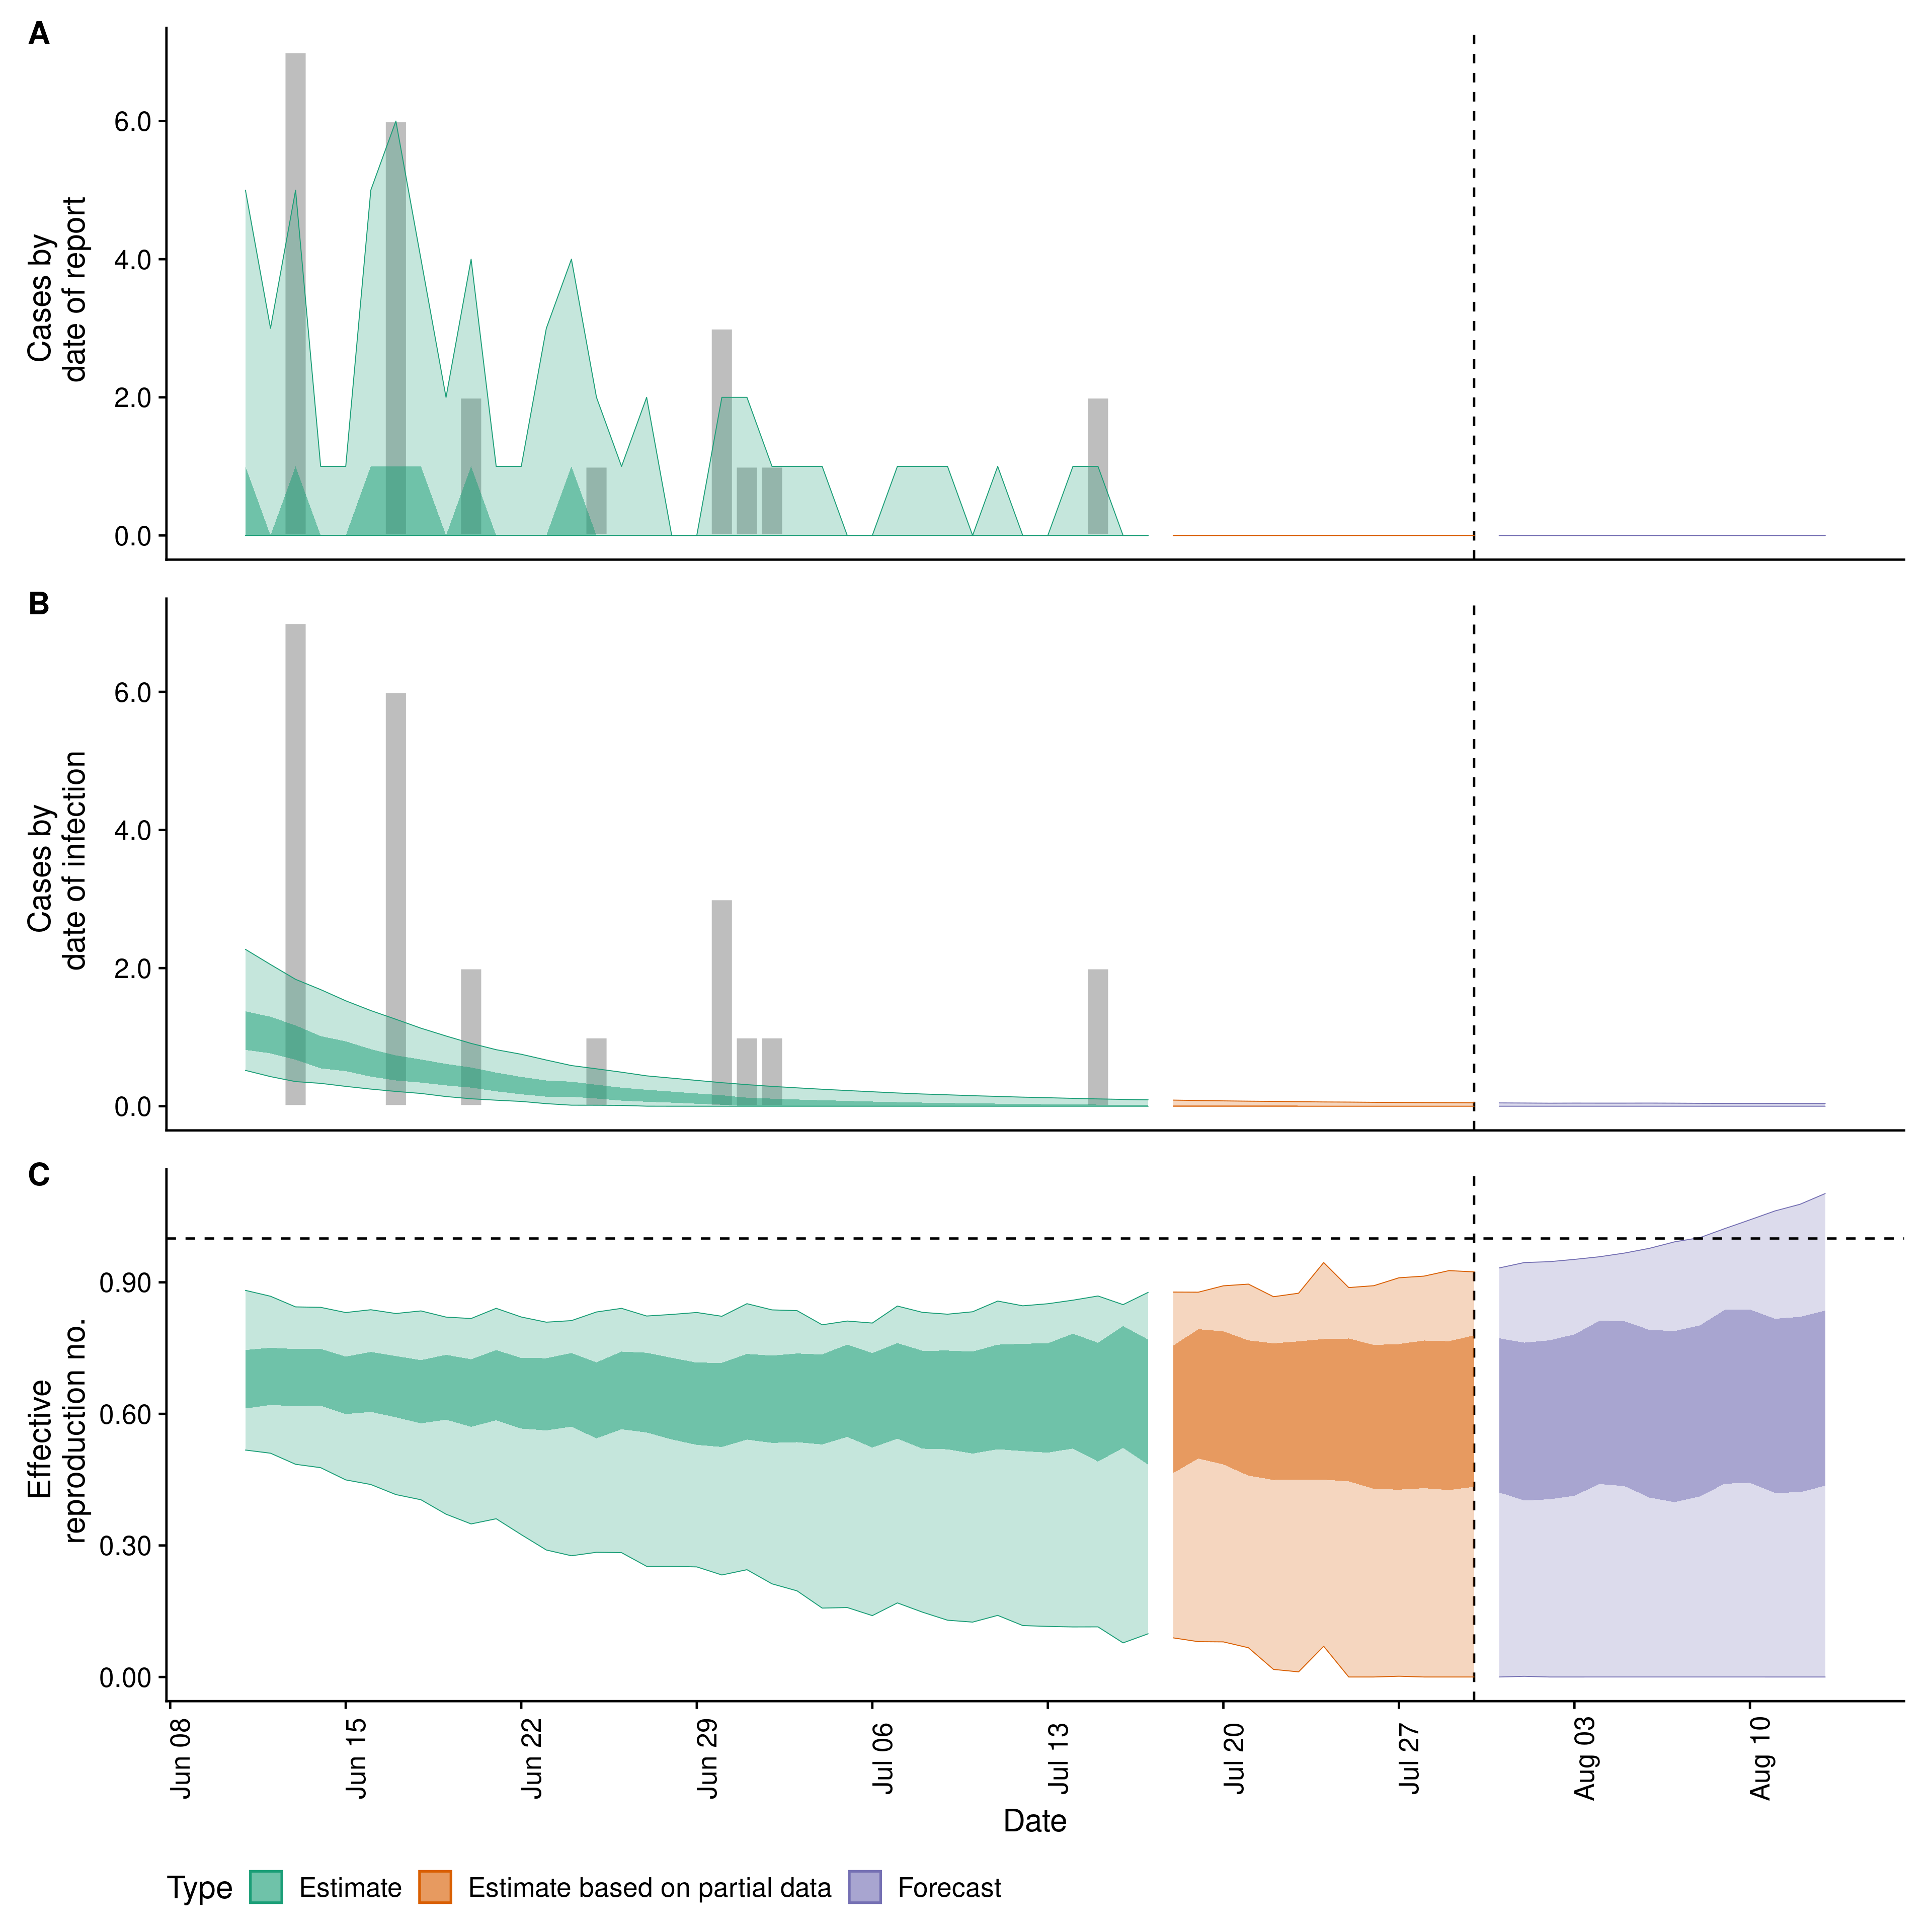 A
Cases by
date of report
6.0
4.0
2.0
0.0
B
Cases by
date of infection
6.0
4.0
2.0
0.0
C
Effective
reproduction no.
0.90
0.60
0.30
0.00
Jun 08
Jun 15
Jun 22
Jun 29
Jul 06
Jul 13
Jul 20
Jul 27
Aug 03
Aug 10
Date
Type Estimate Estimate based on partial data Forecast